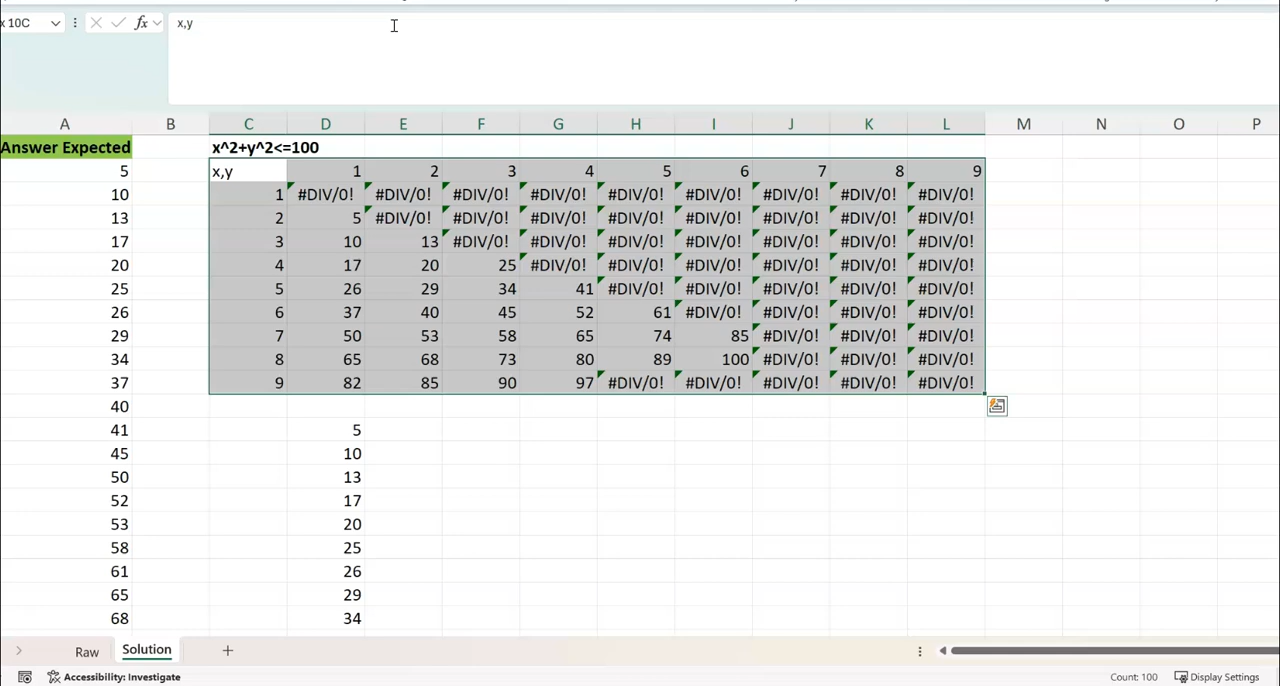 x 10C fx x,y
A B C D E F G H I J K L M N O P
Answer Expected x^2+y^2<=100
5 x,y 1 2 3 4 5 6 7 8 9
10 1 #DIV/0! #DIV/0! #DIV/0! #DIV/0! #DIV/0! #DIV/0! #DIV/0! #DIV/0! #DIV/0!
13 2 5 #DIV/0! #DIV/0! #DIV/0! #DIV/0! #DIV/0! #DIV/0! #DIV/0! #DIV/0!
17 3 10 13 #DIV/0! #DIV/0! #DIV/0! #DIV/0! #DIV/0! #DIV/0! #DIV/0!
20 4 17 20 25 #DIV/0! #DIV/0! #DIV/0! #DIV/0! #DIV/0! #DIV/0!
25 5 26 29 34 41 #DIV/0! #DIV/0! #DIV/0! #DIV/0! #DIV/0!
26 6 37 40 45 52 61 #DIV/0! #DIV/0! #DIV/0! #DIV/0!
29 7 50 53 58 65 74 85 #DIV/0! #DIV/0! #DIV/0!
34 8 65 68 73 80 89 100 #DIV/0! #DIV/0! #DIV/0!
37 9 82 85 90 97 #DIV/0! #DIV/0! #DIV/0! #DIV/0! #DIV/0!
40
41 5
45 10
50 13
52 17
53 20
58 25
61 26
65 29
68 34
Raw Solution +
Accessibility: Investigate Count: 100 Display Settings